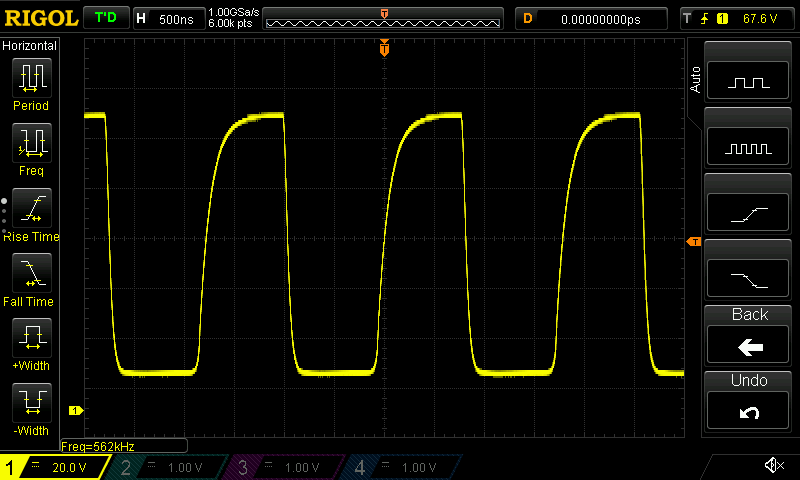 RIGOL T'D H 500ns 1.00GSa/s 6.00k pts T D 0.00000000ps T 1 67.6 V
Horizontal
Period
Freq
Rise Time
Fall Time
+Width
-Width
T
1
T
Auto
Back
Undo
Freq=562kHz
1 20.0 V 2 1.00 V 3 1.00 V 4 1.00 V